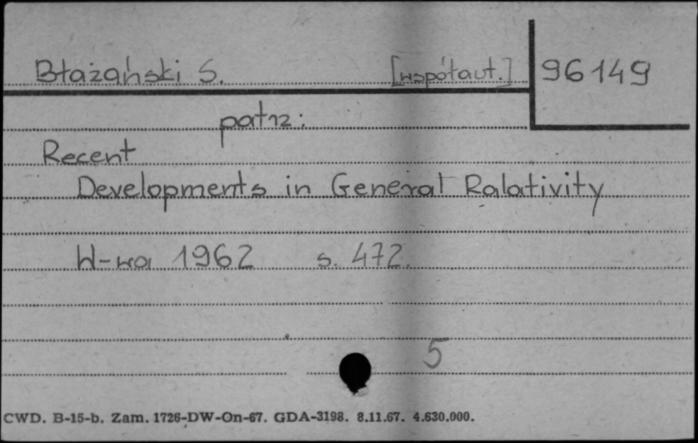 Błażański S. [współaut.] 96149
patrz:
Recent
Developments in General Ralativity
W-wa 1962 s. 472.
5
CWD. B-15-b. Zam. 1726-DW-On-67. GDA-3198. 8.11.67. 4.630.000.